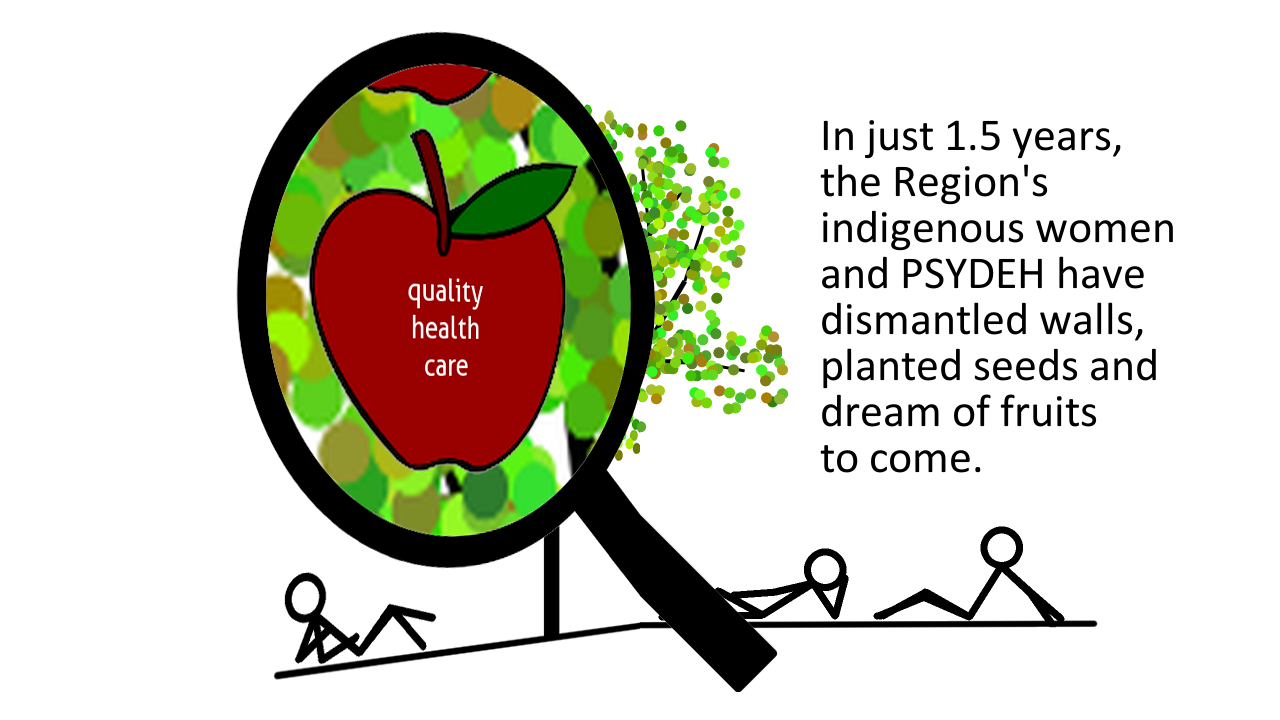 quality
health
care
In just 1.5 years,
the Region's
indigenous women
and PSYDEH have
dismantled walls,
planted seeds and
dream of fruits
to come.